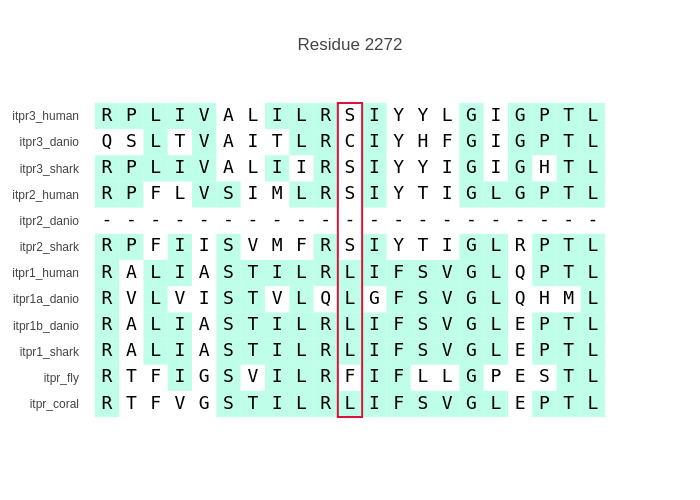 Residue 2272
itpr3_human R P L I V A L I L R S I Y Y L G I G P T L
itpr3_danio Q S L T V A I T L R C I Y H F G I G P T L
itpr3_shark R P L I V A L I I R S I Y Y I G I G H T L
itpr2_human R P F L V S I M L R S I Y T I G L G P T L
itpr2_danio - - - - - - - - - - - - - - - - - - - - -
itpr2_shark R P F I I S V M F R S I Y T I G L R P T L
itpr1_human R A L I A S T I L R L I F S V G L Q P T L
itpr1a_danio R V L V I S T V L Q L G F S V G L Q H M L
itpr1b_danio R A L I A S T I L R L I F S V G L E P T L
itpr1_shark R A L I A S T I L R L I F S V G L E P T L
itpr_fly R T F I G S V I L R F I F L L G P E S T L
itpr_coral R T F V G S T I L R L I F S V G L E P T L